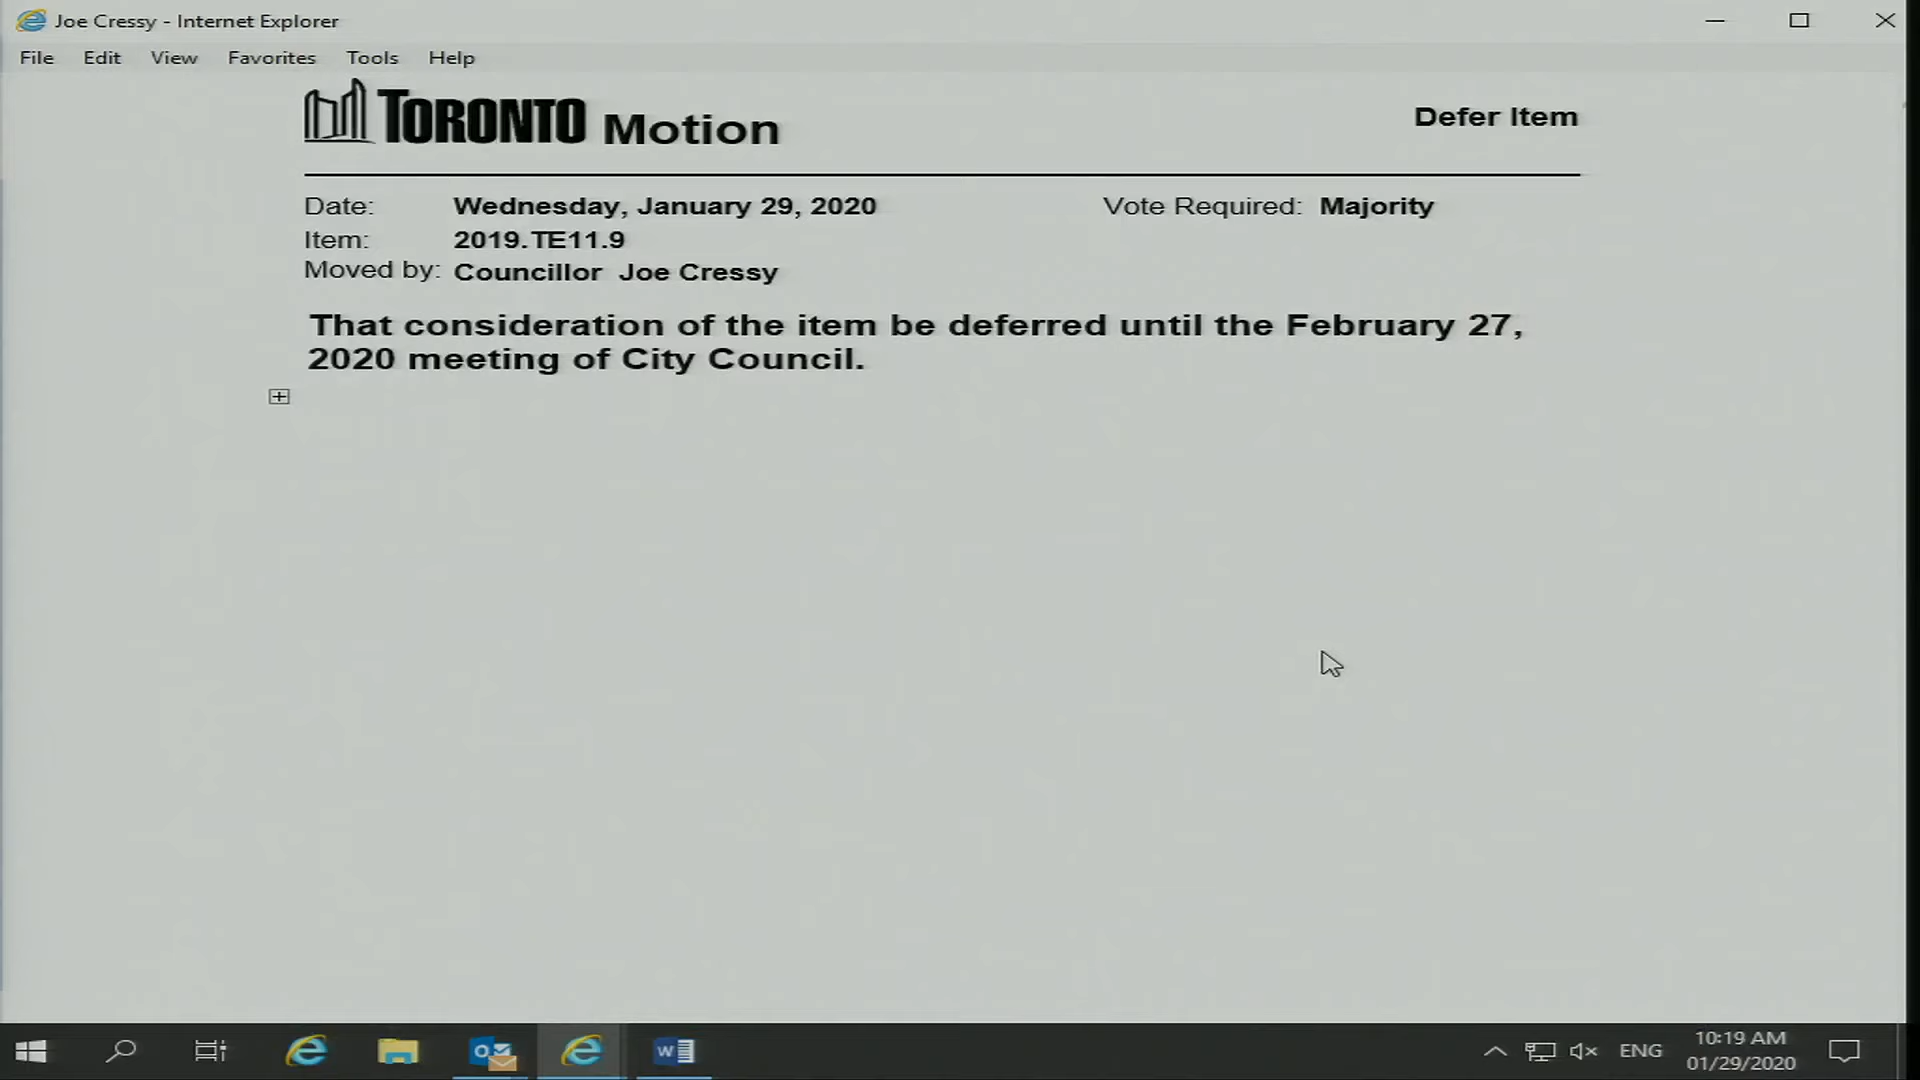 Joe Cressy - Internet Explorer
File Edit View Favorites Tools Help
TORONTO Motion
Defer Item
Date: Wednesday, January 29, 2020 Vote Required: Majority
Item: 2019.TE11.9
Moved by: Councillor Joe Cressy
That consideration of the item be deferred until the February 27,
2020 meeting of City Council.
ENG
10:19 AM
01/29/2020